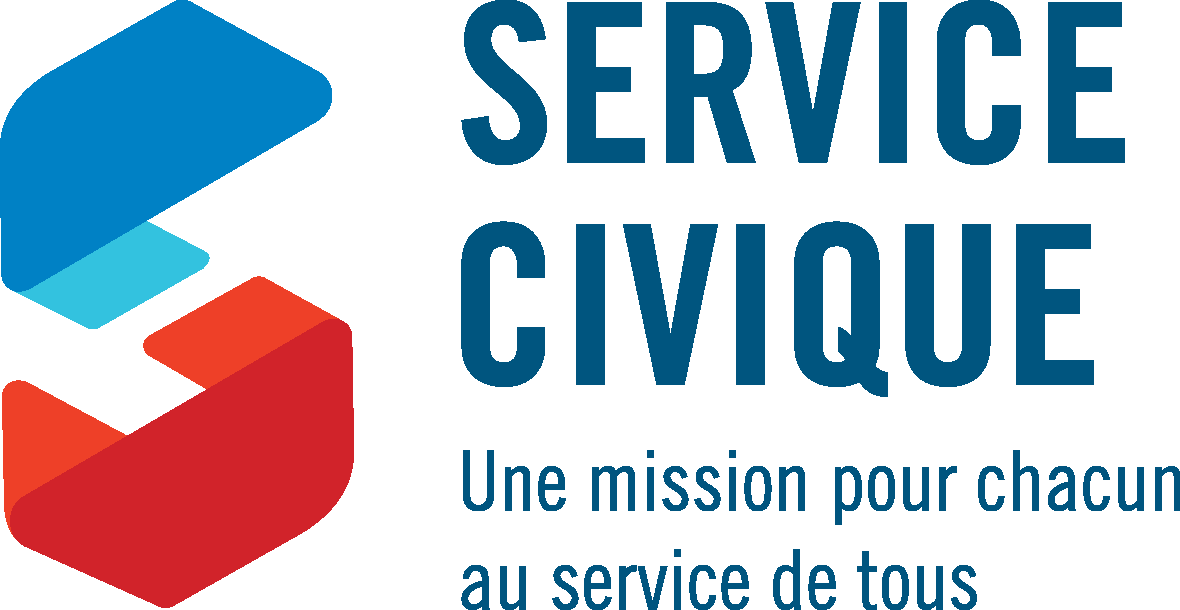 SERVICE
CIVIQUE
Une mission pour chacun
au service de tous